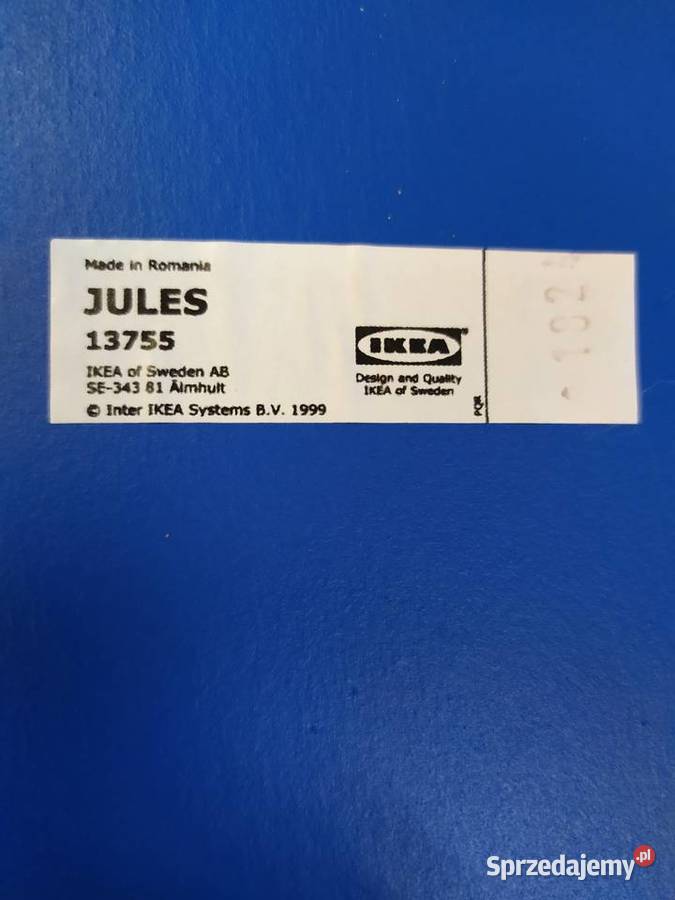 Made in Romania
JULES
13755
IKEA of Sweden AB
SE-343 81 Älmhult
© Inter IKEA Systems B.V. 1999
IKEA®
Design and Quality
IKEA of Sweden
Sprzedajemy.pl